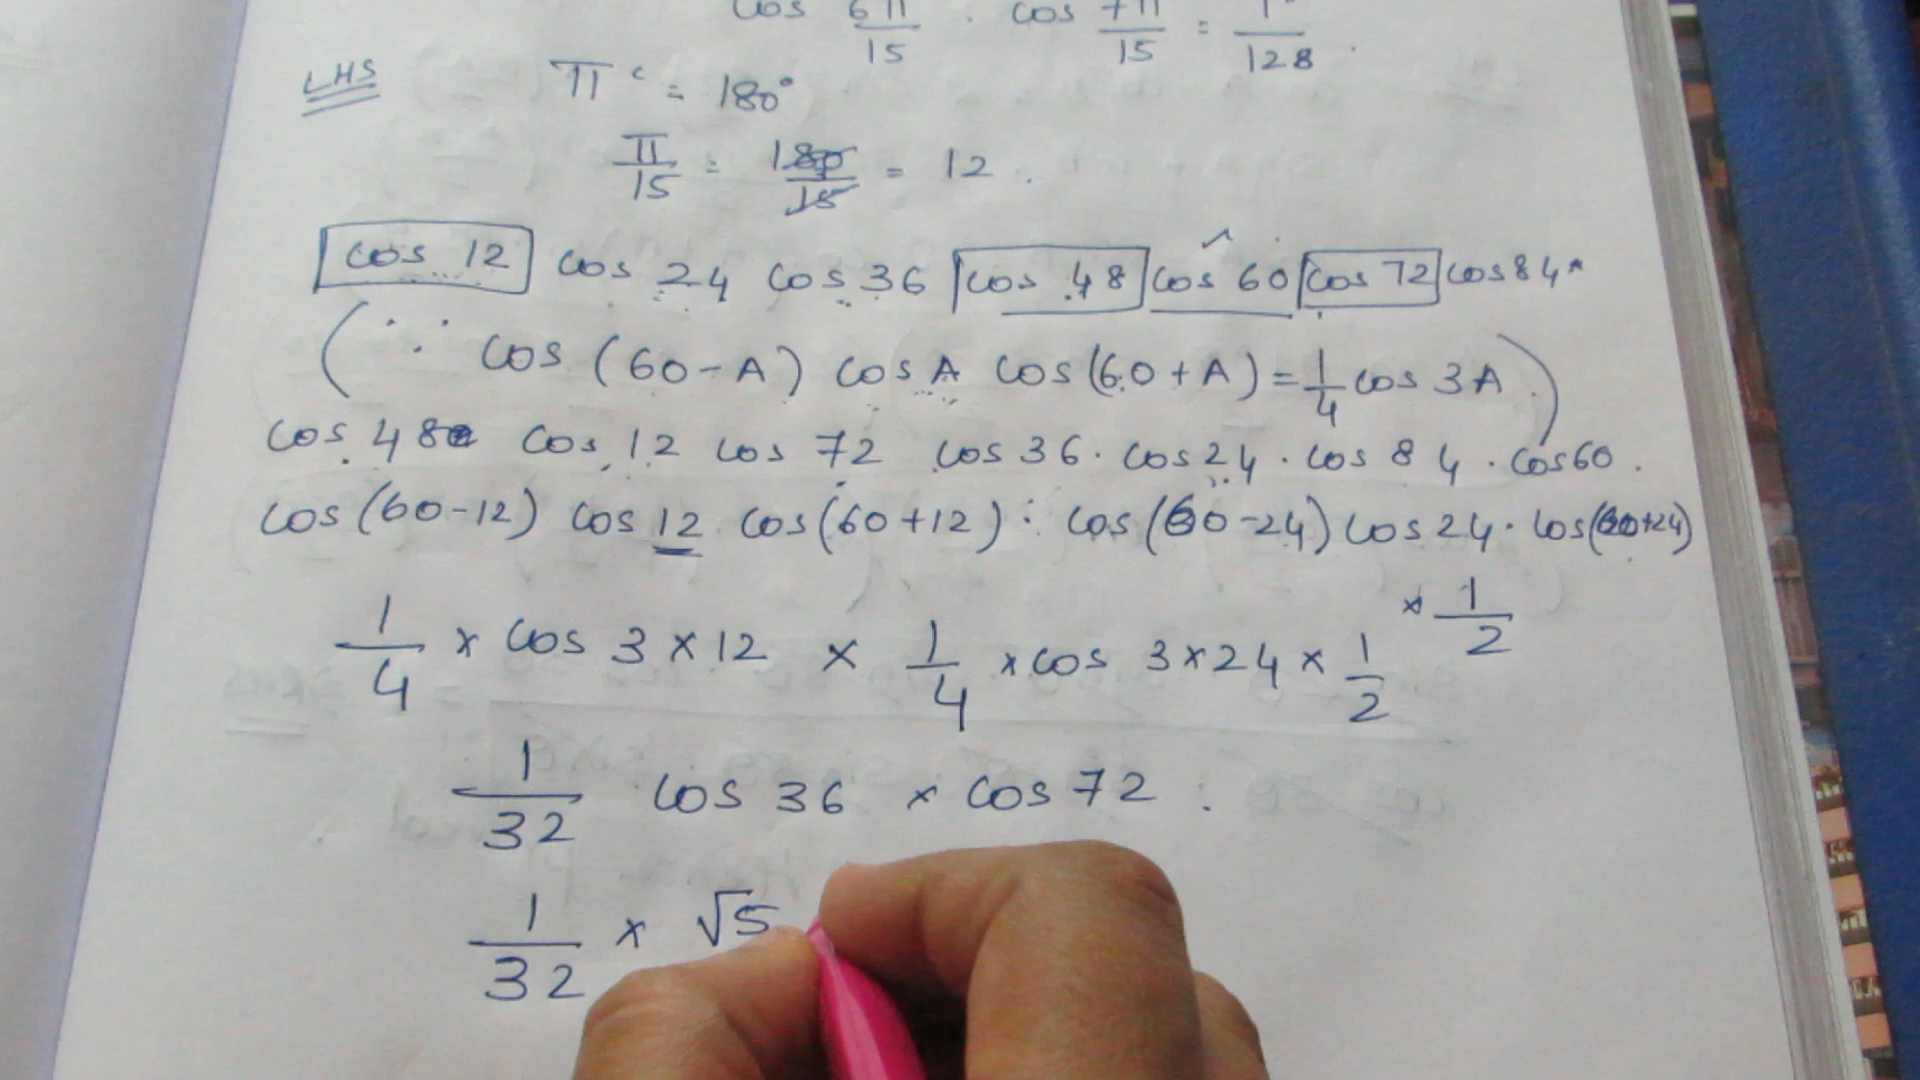 cos 6π/15 . cos 7π/15 = 1/128 .
LHS π ᶜ = 180°
π/15 = 180/15 = 12 .
cos 12 cos 24 cos 36 cos 48 cos 60 cos 72 cos 84
(∵ cos (60-A) cos A cos(60+A) = 1/4 cos 3A)
cos 48 cos 12 cos 72 cos 36 . cos 24 . cos 84 . cos 60 .
cos (60-12) cos 12 cos(60+12) : cos (60-24) cos 24 . cos(60+24)
× 1/2
1/4 × cos 3×12 × 1/4 × cos 3×24 × 1/2
1/32 cos 36 × cos 72 .
1/32 × √5